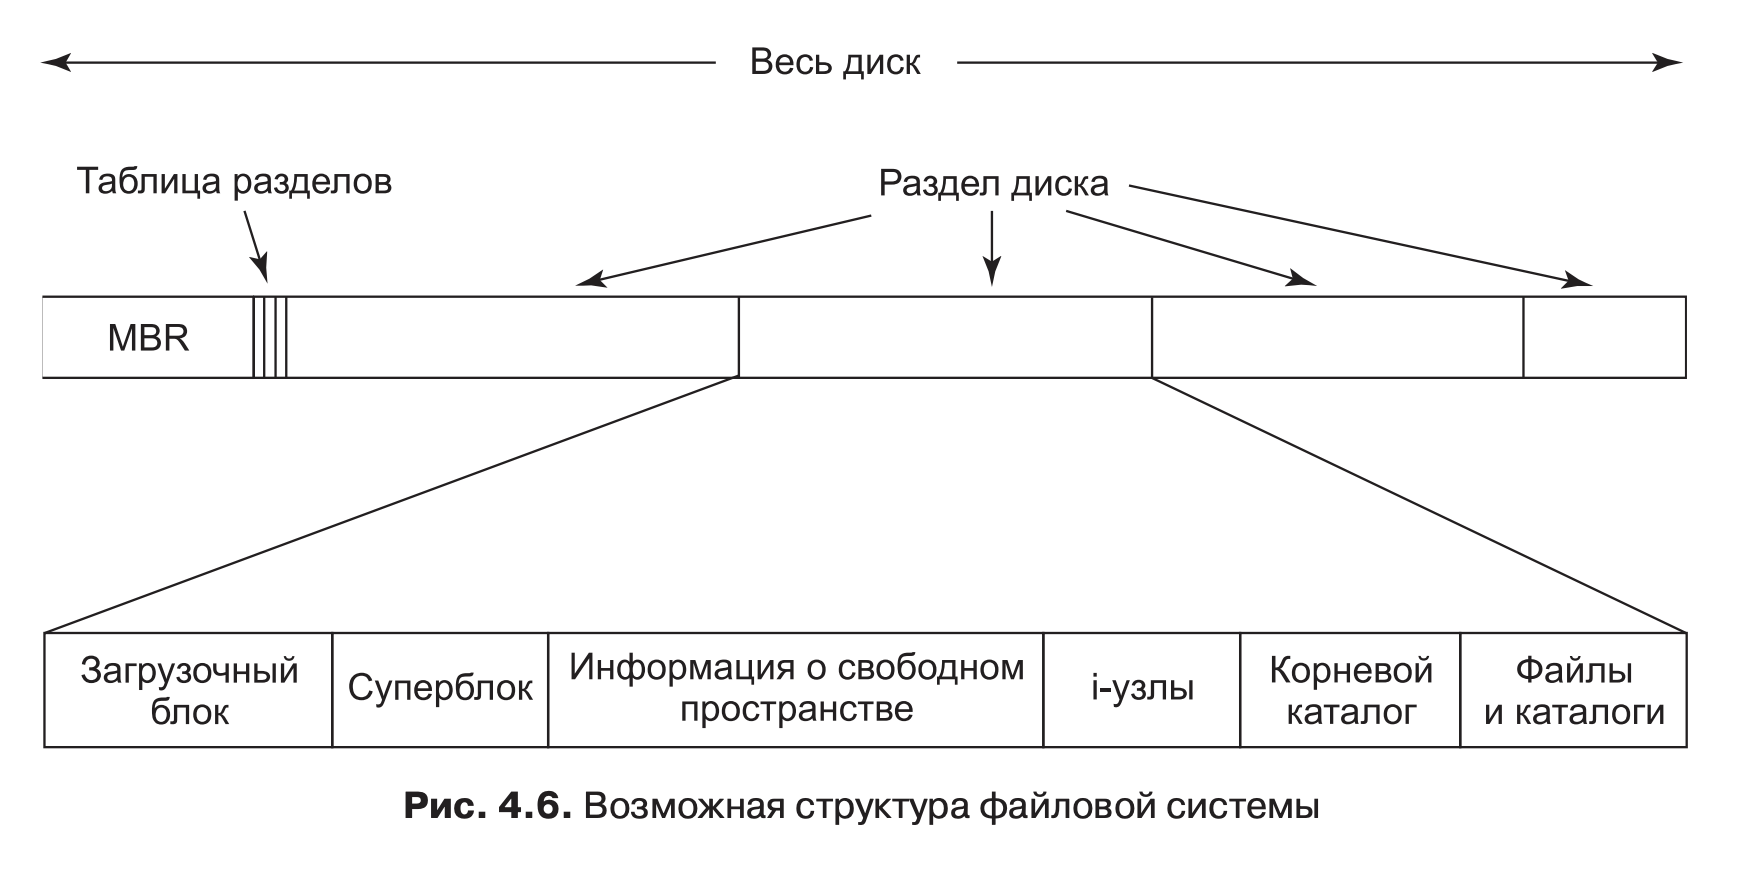 Весь диск
Таблица разделов
Раздел диска
MBR
Загрузочный
блок
Суперблок
Информация о свободном
пространстве
i-узлы
Корневой
каталог
Файлы
и каталоги
Рис. 4.6. Возможная структура файловой системы